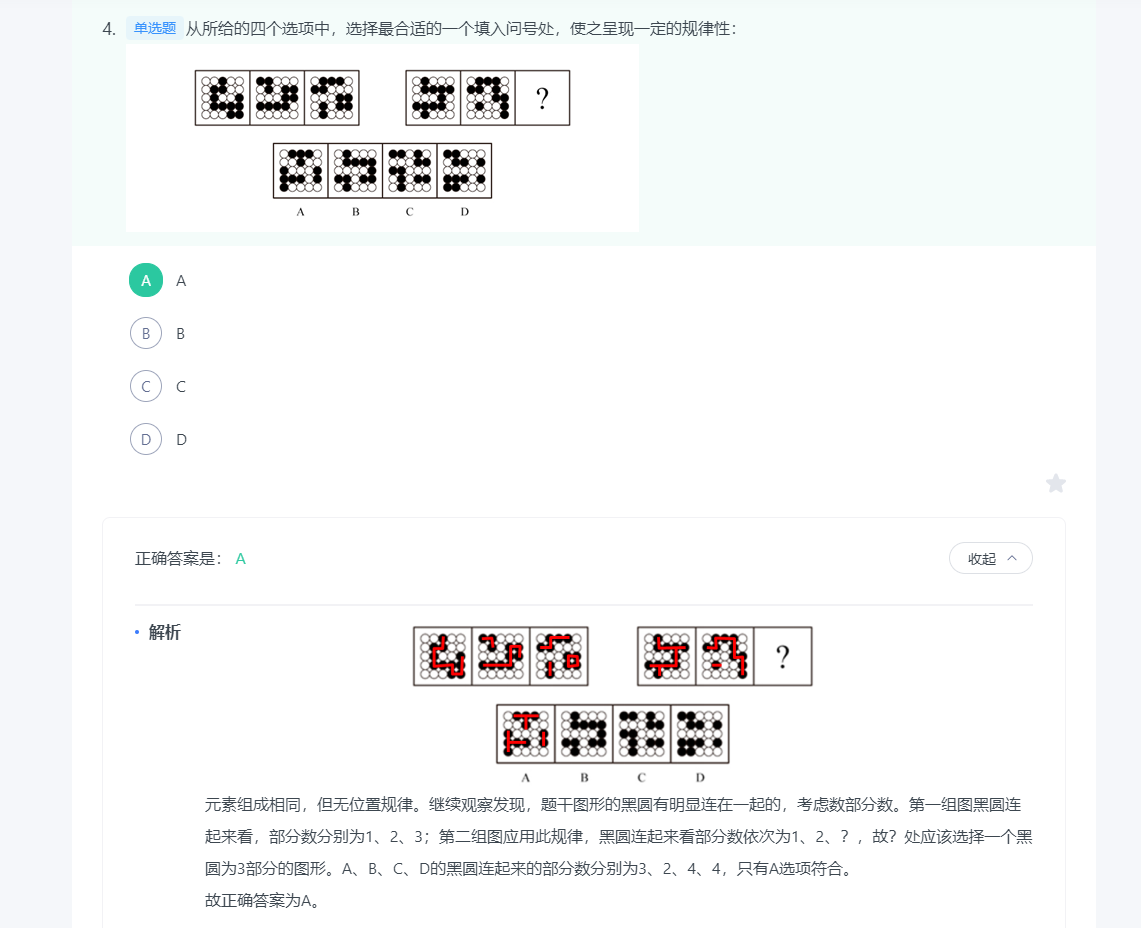 4. 单选题 从所给的四个选项中，选择最合适的一个填入问号处，使之呈现一定的规律性：
?
A B C D
A A
B B
C C
D D
正确答案是： A 收起
• 解析
?
A B C D
元素组成相同，但无位置规律。继续观察发现，题干图形的黑圆有明显连在一起的，考虑数部分数。第一组图黑圆连
起来看，部分数分别为1、2、3；第二组图应用此规律，黑圆连起来看部分数依次为1、2、？，故？处应该选择一个黑
圆为3部分的图形。A、B、C、D的黑圆连起来的部分数分别为3、2、4、4，只有A选项符合。
故正确答案为A。